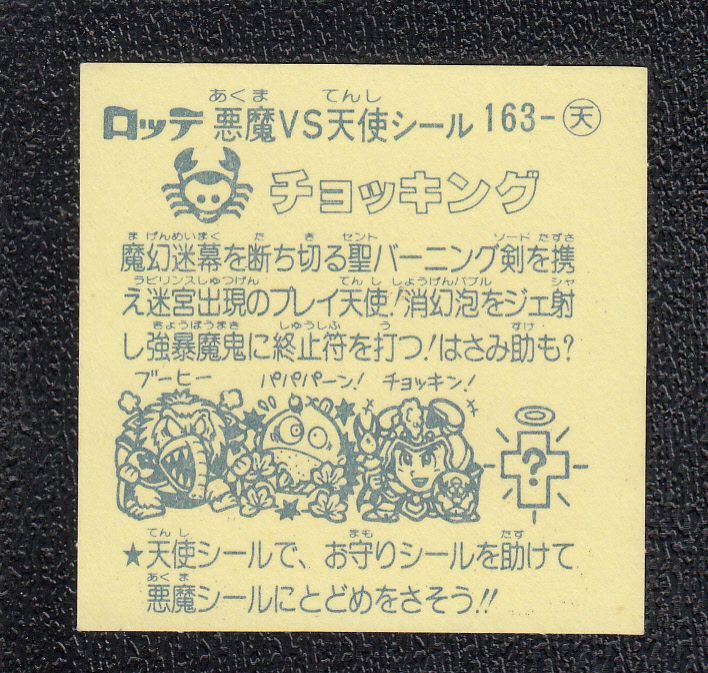 ロッテ 悪魔VS天使シール 163-天
チョッキング
魔幻迷幕を断ち切る聖バーニング剣を携
え迷宮出現のプレイ天使!消幻泡をジェ射
し強暴魔鬼に終止符を打つ!はさみ助も?
ブーヒー パパパーン! チョッキン!
?
★天使シールで、お守りシールを助けて
悪魔シールにとどめをさそう!!